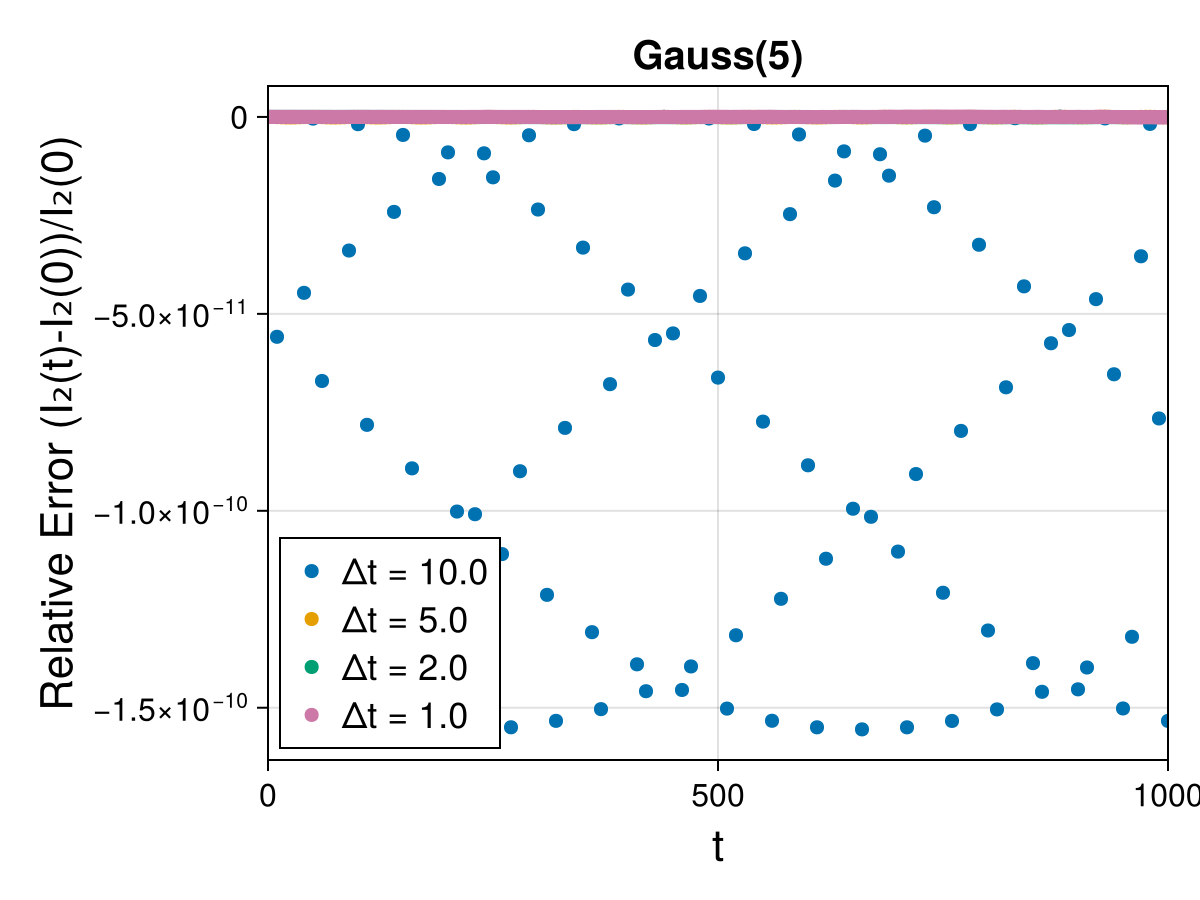 Gauss(5)
Relative Error (I₂(t)-I₂(0))/I₂(0)
0
−5.0×10⁻¹¹
−1.0×10⁻¹⁰
−1.5×10⁻¹⁰
Δt = 10.0
Δt = 5.0
Δt = 2.0
Δt = 1.0
0 500 1000
t